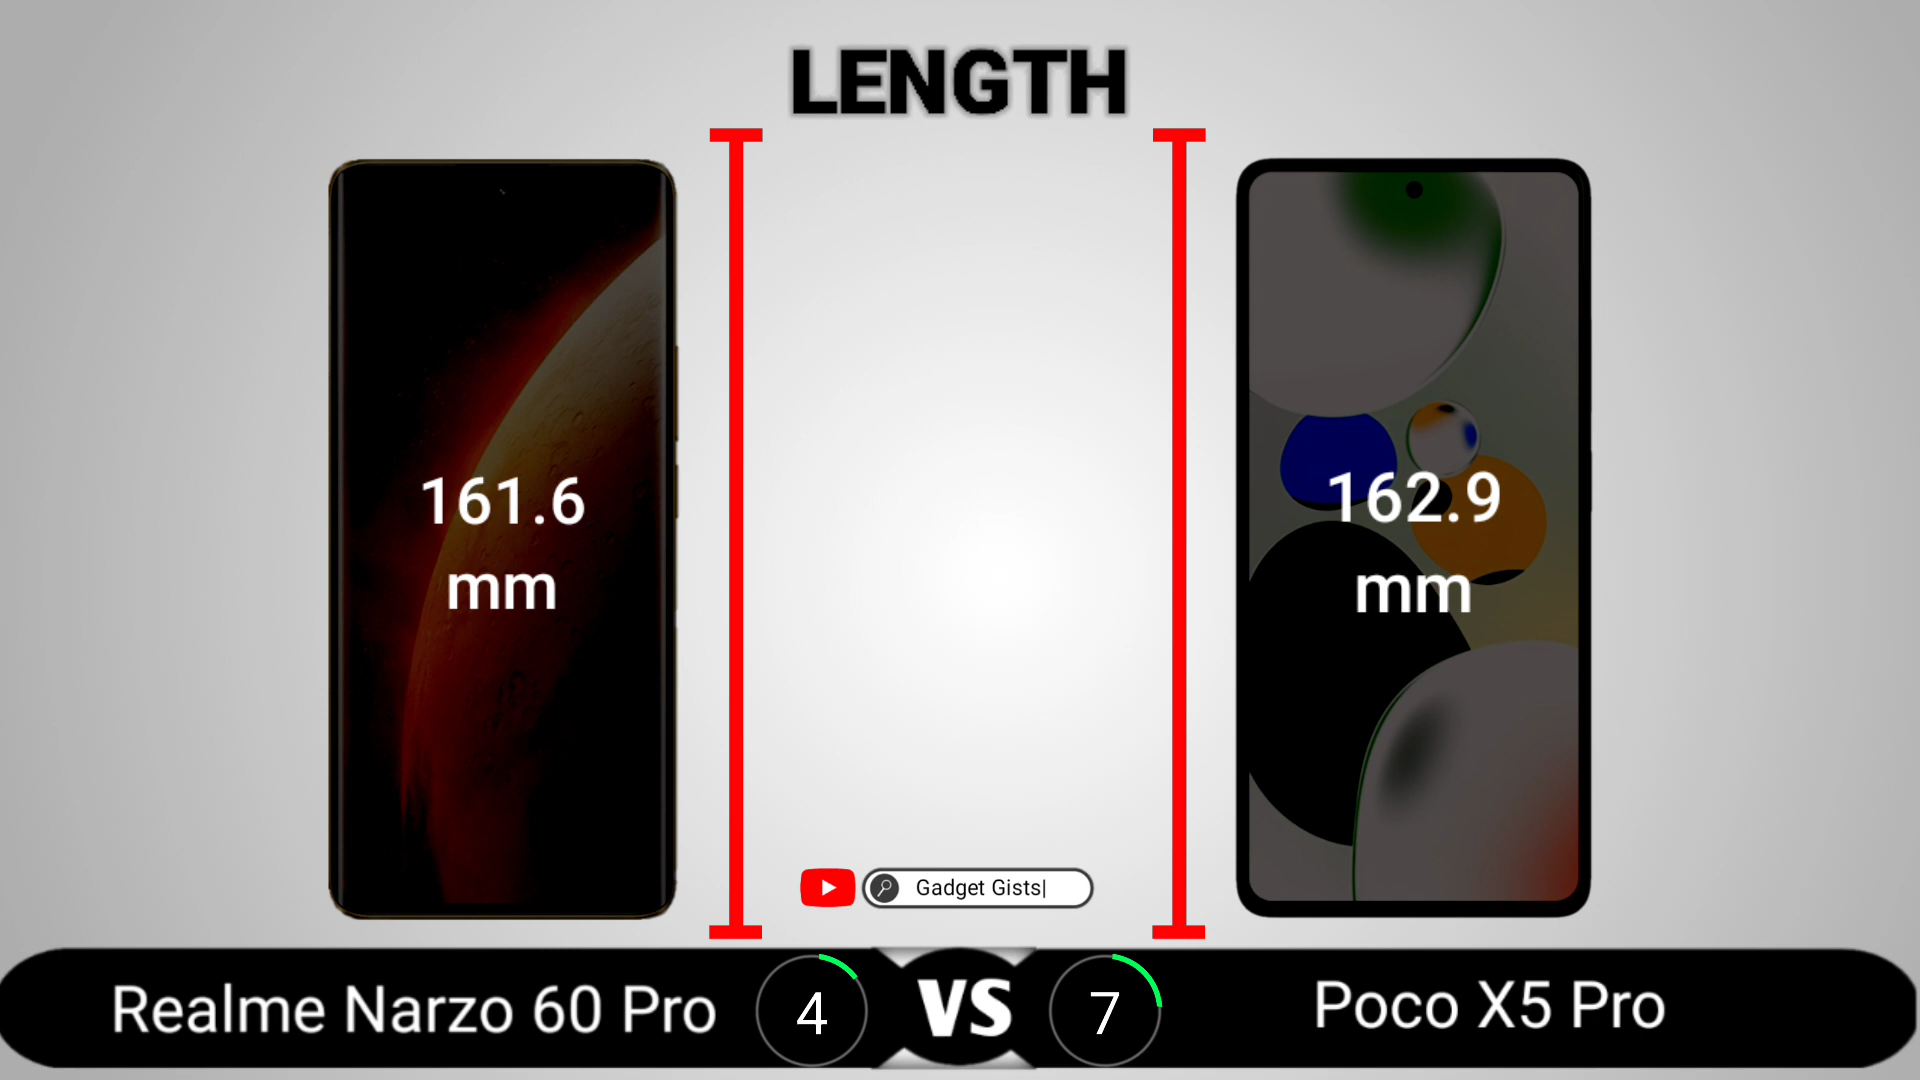 LENGTH
161.6
mm
162.9
mm
Gadget Gists|
Realme Narzo 60 Pro
4
VS
7
Poco X5 Pro